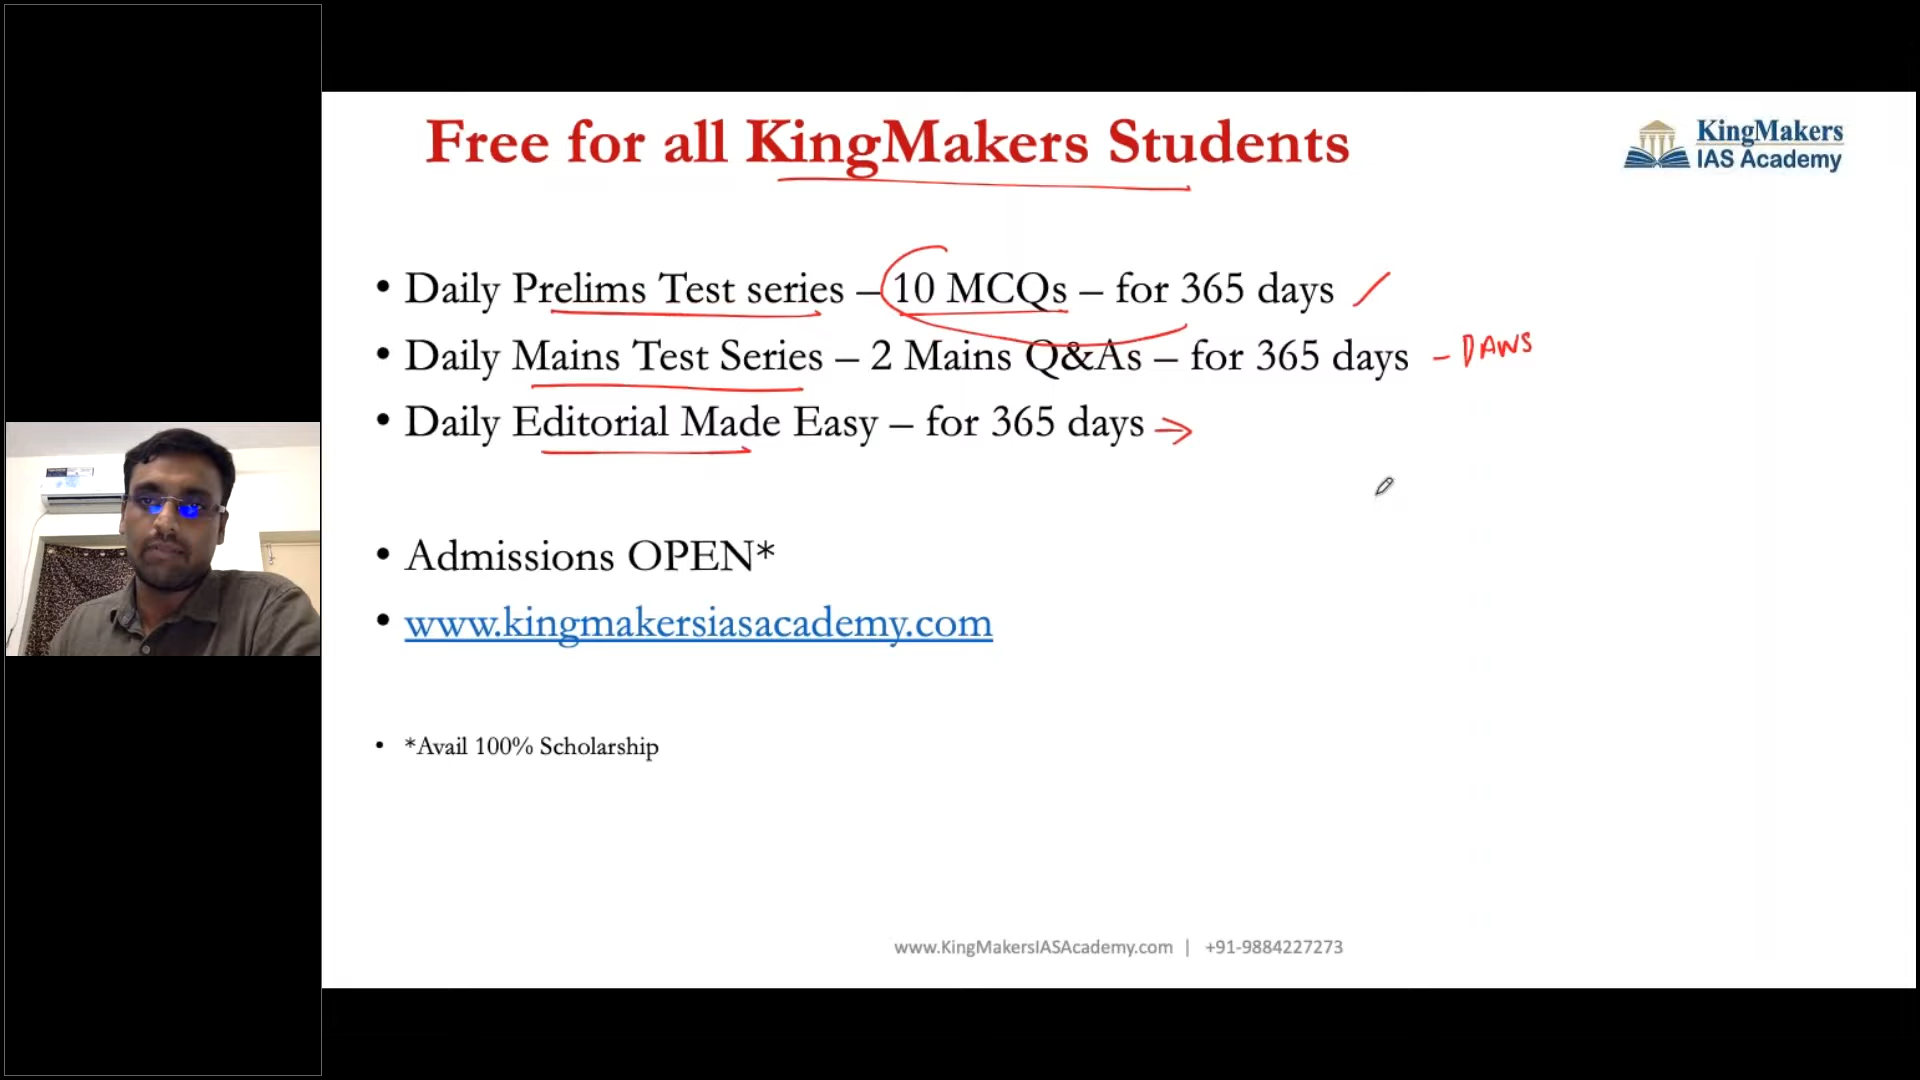 Free for all KingMakers Students
KingMakers
IAS Academy
• Daily Prelims Test series – 10 MCQs – for 365 days
• Daily Mains Test Series – 2 Mains Q&As – for 365 days - DAWS
• Daily Editorial Made Easy – for 365 days →
• Admissions OPEN*
• www.kingmakersiasacademy.com
• *Avail 100% Scholarship
www.KingMakersIASAcademy.com | +91-9884227273